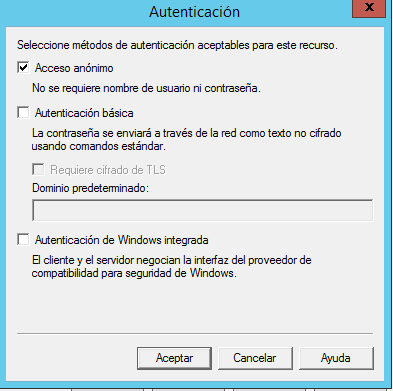 Autenticación
x
Seleccione métodos de autenticación aceptables para este recurso.
Acceso anónimo
No se requiere nombre de usuario ni contraseña.
Autenticación básica
La contraseña se enviará a través de la red como texto no cifrado
usando comandos estándar.
Requiere cifrado de TLS
Dominio predeterminado:
Autenticación de Windows integrada
El cliente y el servidor negocian la interfaz del proveedor de
compatibilidad para seguridad de Windows.
Aceptar
Cancelar
Ayuda